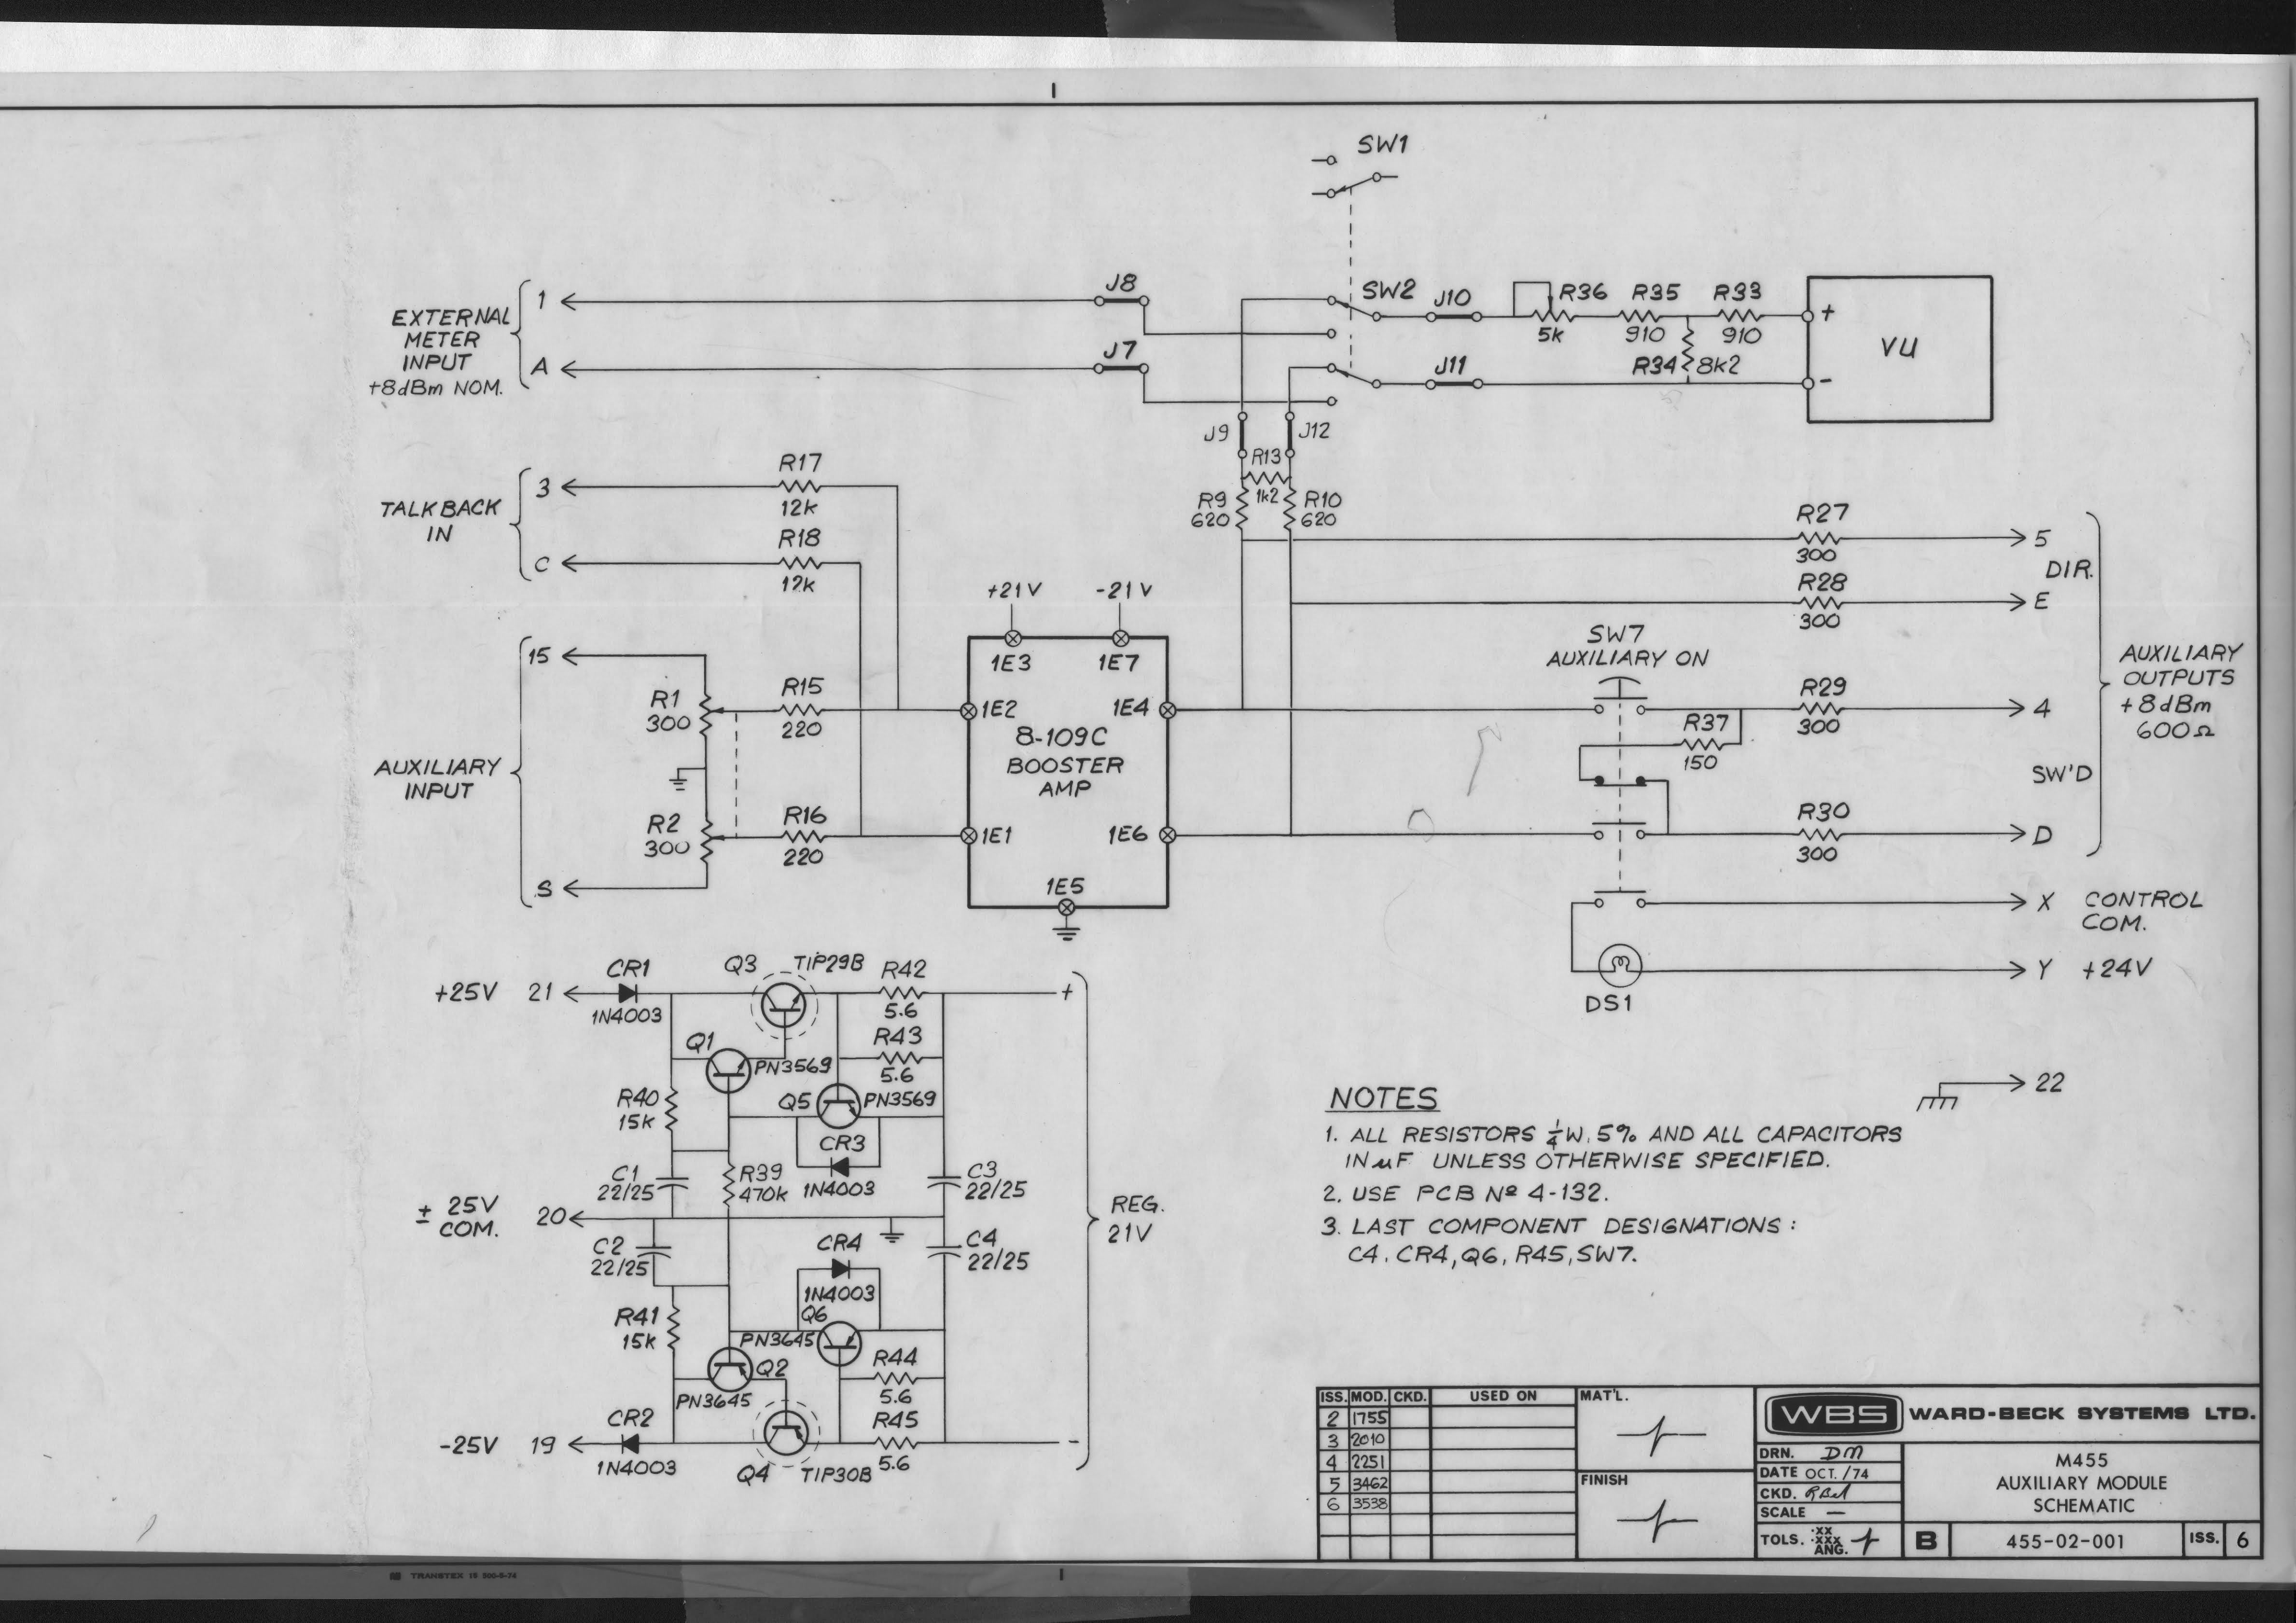 SW1
J8
1
EXTERNAL
METER
INPUT
+8dBm NOM.
SW2
J10
R36
R35
R33
5k
910
910
+
VU
J7
A
J11
R34
8k2
-
J9
J12
R13
1k2
R9
620
R10
620
R17
3
12k
TALKBACK
IN
R18
C
12k
R27
5
300
DIR.
R28
E
300
+21V
-21V
1E3
1E7
SW7
AUXILIARY ON
AUXILIARY
OUTPUTS
+8dBm
600Ω
15
R1
300
R15
220
1E2
1E4
R29
4
300
R37
150
8-109C
BOOSTER
AMP
AUXILIARY
INPUT
SW'D
R2
300
R16
220
1E1
1E6
R30
D
300
S
1E5
X
CONTROL
COM.
Y
+24V
DS1
22
+25V
21
CR1
1N4003
Q3
TIP29B
R42
5.6
+
R43
5.6
Q1
PN3569
R40
15k
Q5
PN3569
CR3
1N4003
C1
22/25
R39
470k
C3
22/25
± 25V
COM.
20
REG.
21V
C2
22/25
CR4
1N4003
C4
22/25
R41
15k
Q6
PN3645
Q2
PN3645
R44
5.6
-25V
19
CR2
1N4003
Q4
TIP30B
R45
5.6
-
NOTES
1. ALL RESISTORS ¼W, 5% AND ALL CAPACITORS
IN µF UNLESS OTHERWISE SPECIFIED.
2. USE PCB Nº 4-132.
3. LAST COMPONENT DESIGNATIONS :
C4, CR4, Q6, R45, SW7.
ISS. MOD. CKD. USED ON
2 1755
3 2010
4 2251
5 3462
6 3538
MAT'L.
FINISH
WBS WARD-BECK SYSTEMS LTD.
DRN. DM
DATE OCT. /74
CKD.
SCALE —
TOLS. .XX
.XXX
ANG.
M455
AUXILIARY MODULE
SCHEMATIC
B
455-02-001
ISS. 6
TRANSTEX 15 500-5-74